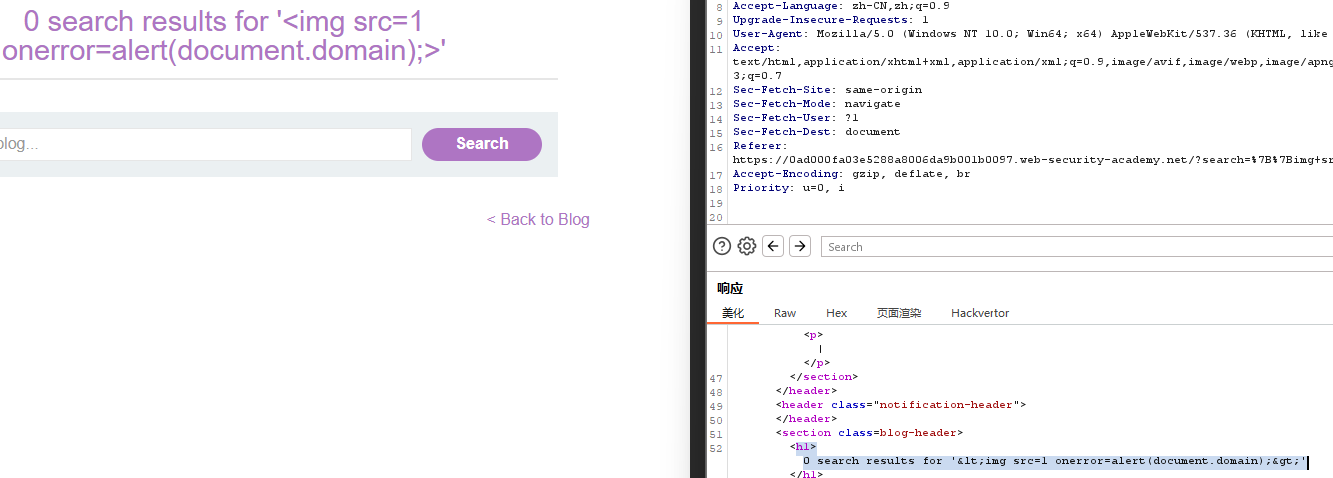 0 search results for '<img src=1
onerror=alert(document.domain);>'
blog...
Search
< Back to Blog
8 Accept-Language: zh-CN,zh;q=0.9
9 Upgrade-Insecure-Requests: 1
10 User-Agent: Mozilla/5.0 (Windows NT 10.0; Win64; x64) AppleWebKit/537.36 (KHTML, like
11 Accept:
text/html,application/xhtml+xml,application/xml;q=0.9,image/avif,image/webp,image/apng
3;q=0.7
12 Sec-Fetch-Site: same-origin
13 Sec-Fetch-Mode: navigate
14 Sec-Fetch-User: ?1
15 Sec-Fetch-Dest: document
16 Referer:
https://0ad000fa03e5288a8006da9b001b0097.web-security-academy.net/?search=%7B%7Bimg+sr
17 Accept-Encoding: gzip, deflate, br
18 Priority: u=0, i
19
20
Search
响应
美化 Raw Hex 页面渲染 Hackvertor
<p>
|
</p>
47 </section>
48 </header>
49 <header class="notification-header">
50 </header>
51 <section class=blog-header>
52 <h1>
0 search results for '&lt;img src=1 onerror=alert(document.domain);&gt;'
</h1>